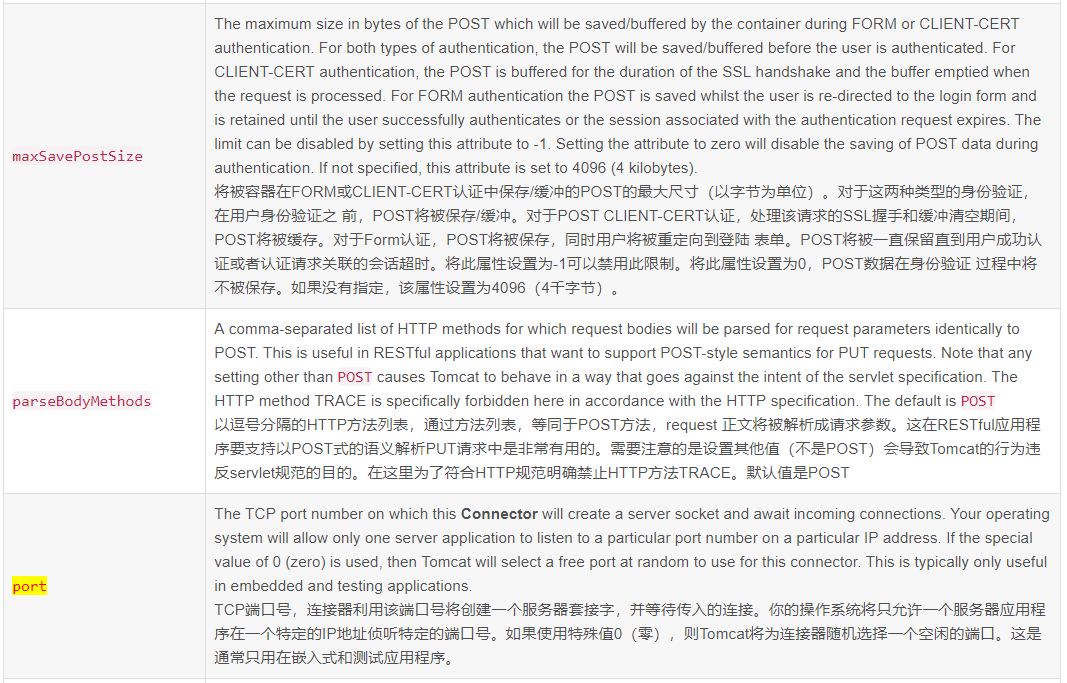 The maximum size in bytes of the POST which will be saved/buffered by the container during FORM or CLIENT-CERT
authentication. For both types of authentication, the POST will be saved/buffered before the user is authenticated. For
CLIENT-CERT authentication, the POST is buffered for the duration of the SSL handshake and the buffer emptied when
the request is processed. For FORM authentication the POST is saved whilst the user is re-directed to the login form and
is retained until the user successfully authenticates or the session associated with the authentication request expires. The
limit can be disabled by setting this attribute to -1. Setting the attribute to zero will disable the saving of POST data during
maxSavePostSize
authentication. If not specified, this attribute is set to 4096 (4 kilobytes).
将被容器在FORM或CLIENT-CERT认证中保存/缓冲的POST的最大尺寸（以字节为单位）。对于这两种类型的身份验证，
在用户身份验证之 前，POST将被保存/缓冲。对于POST CLIENT-CERT认证，处理该请求的SSL握手和缓冲清空期间，
POST将被缓存。对于Form认证，POST将被保存，同时用户将被重定向到登陆 表单。POST将被一直保留直到用户成功认
证或者认证请求关联的会话超时。将此属性设置为-1可以禁用此限制。将此属性设置为0，POST数据在身份验证 过程中将
不被保存。如果没有指定，该属性设置为4096（4千字节）。
A comma-separated list of HTTP methods for which request bodies will be parsed for request parameters identically to
POST. This is useful in RESTful applications that want to support POST-style semantics for PUT requests. Note that any
setting other than POST causes Tomcat to behave in a way that goes against the intent of the servlet specification. The
parseBodyMethods
HTTP method TRACE is specifically forbidden here in accordance with the HTTP specification. The default is POST
以逗号分隔的HTTP方法列表，通过方法列表，等同于POST方法，request 正文将被解析成请求参数。这在RESTful应用程
序要支持以POST式的语义解析PUT请求中是非常有用的。需要注意的是设置其他值（不是POST）会导致Tomcat的行为违
反servlet规范的目的。在这里为了符合HTTP规范明确禁止HTTP方法TRACE。默认值是POST
The TCP port number on which this Connector will create a server socket and await incoming connections. Your operating
system will allow only one server application to listen to a particular port number on a particular IP address. If the special
value of 0 (zero) is used, then Tomcat will select a free port at random to use for this connector. This is typically only useful
port
in embedded and testing applications.
TCP端口号，连接器利用该端口号将创建一个服务器套接字，并等待传入的连接。你的操作系统将只允许一个服务器应用程
序在一个特定的IP地址侦听特定的端口号。如果使用特殊值0（零），则Tomcat将为连接器随机选择一个空闲的端口。这是
通常只用在嵌入式和测试应用程序。